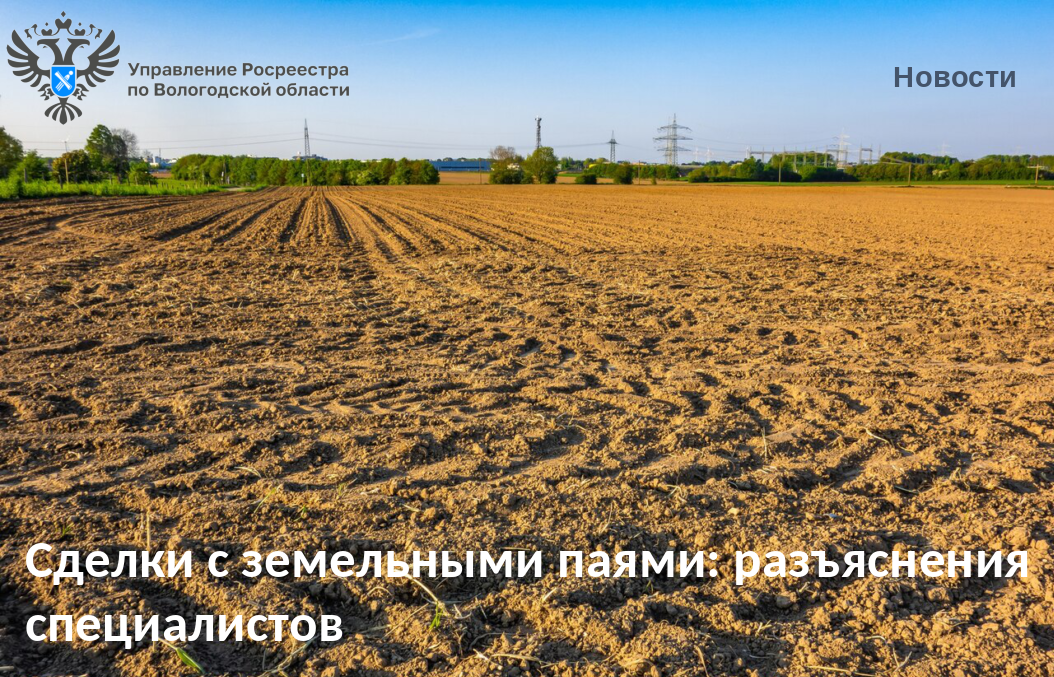 Управление Росреестра
по Вологодской области
Новости
Сделки с земельными паями: разъяснения
специалистов